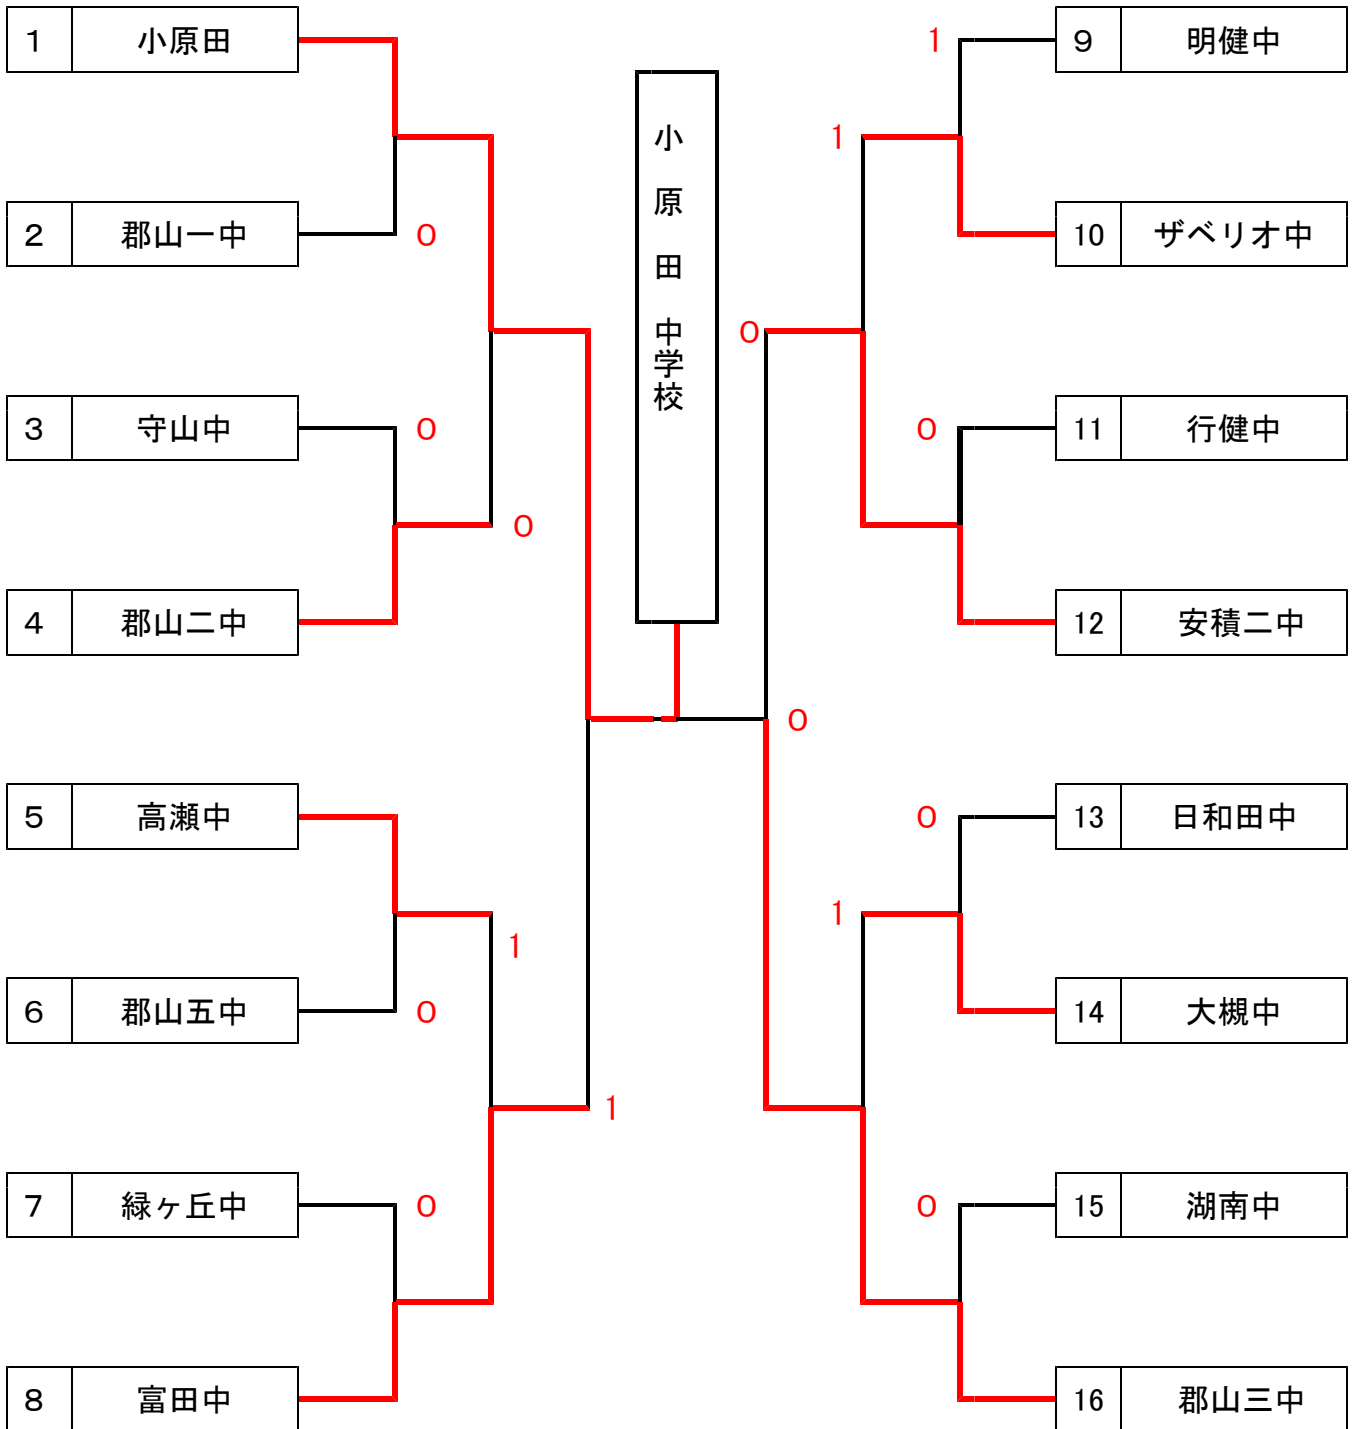 1 小原田
2 郡山一中
0
3 守山中
0
0
4 郡山二中
5 高瀬中
1
6 郡山五中
0
1
7 緑ヶ丘中
0
8 富田中
小原田中学校
0
0
1
9 明健中
1
10 ザベリオ中
0
11 行健中
12 安積二中
0
13 日和田中
1
14 大槻中
0
15 湖南中
16 郡山三中